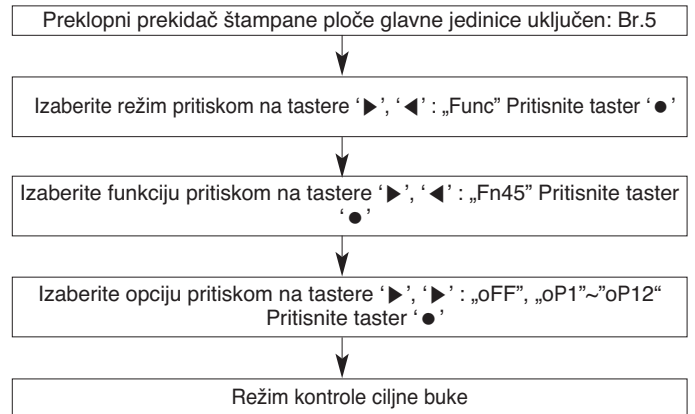 Preklopni prekidač štampane ploče glavne jedinice uključen: Br.5
Izaberite režim pritiskom na tastere ‘▶’, ‘◀’ : „Func” Pritisnite taster ‘●’
Izaberite funkciju pritiskom na tastere ‘▶’, ‘◀’ : „Fn45” Pritisnite taster
‘●’
Izaberite opciju pritiskom na tastere ‘▶’, ‘▶’ : „oFF”, „oP1”~”oP12“
Pritisnite taster ‘●’
Režim kontrole ciljne buke